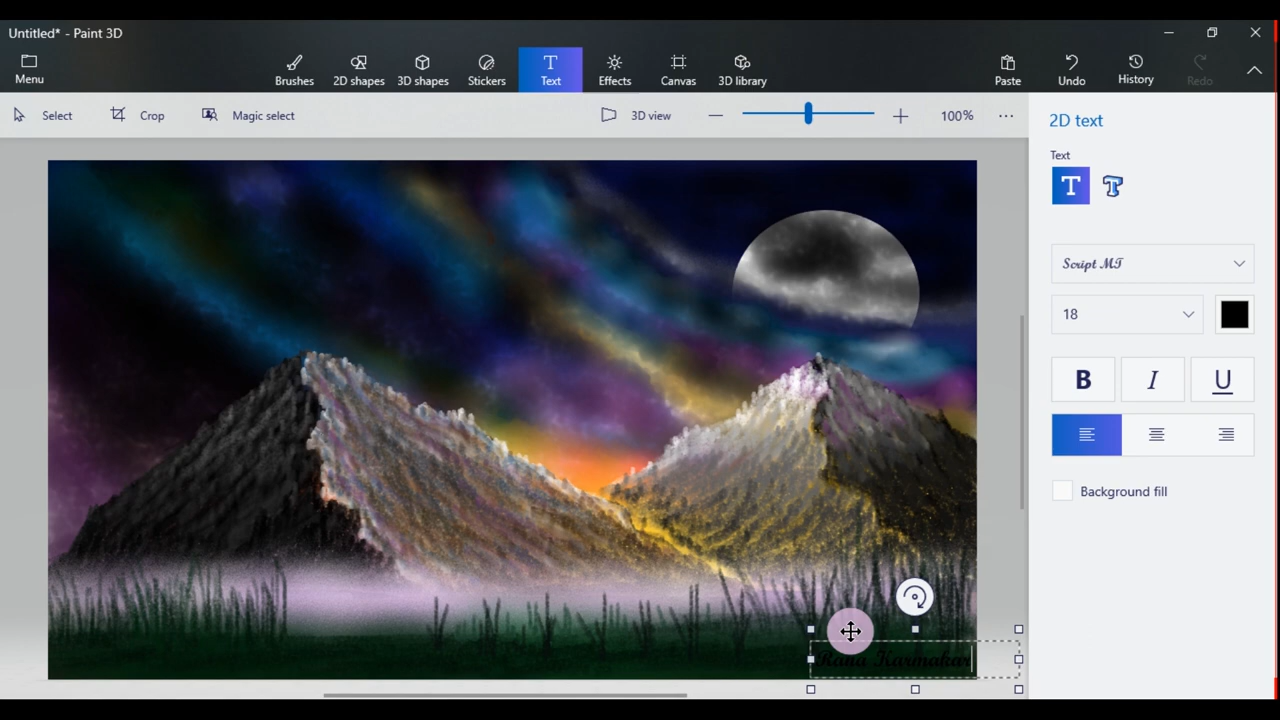 Untitled* - Paint 3D
Menu
Brushes
2D shapes
3D shapes
Stickers
Text
Effects
Canvas
3D library
Paste
Undo
History
Redo
Select
Crop
Magic select
3D view
100%
2D text
Text
Script MT
18
B
I
U
Background fill
Karmakar